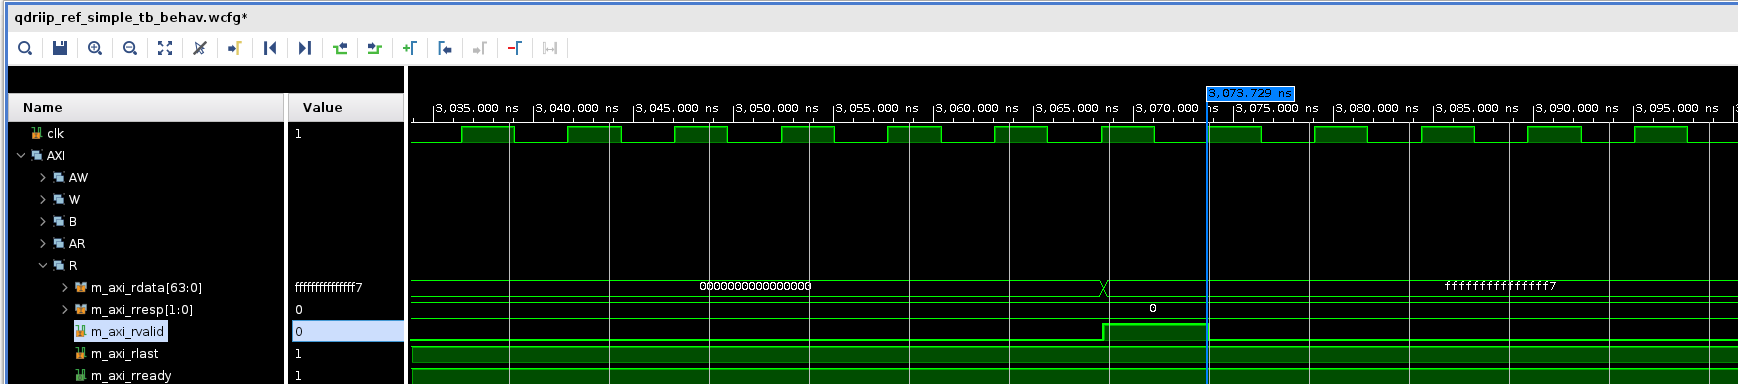 qdriip_ref_simple_tb_behav.wcfg*
3,073.729 ns
Name Value
3,035.000 ns 3,040.000 ns 3,045.000 ns 3,050.000 ns 3,055.000 ns 3,060.000 ns 3,065.000 ns 3,070.000 ns 3,075.000 ns 3,080.000 ns 3,085.000 ns 3,090.000 ns 3,095.000 ns
clk 1
AXI
AW
W
B
AR
R
m_axi_rdata[63:0] fffffffffffffff7 0000000000000000 fffffffffffffff7
m_axi_rresp[1:0] 0 0
m_axi_rvalid 0
m_axi_rlast 1
m_axi_rready 1